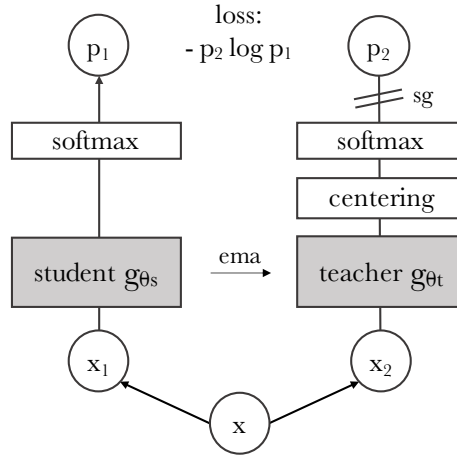 loss:
- p₂ log p₁
p₁
p₂
sg
softmax
softmax
centering
student gθs
ema
teacher gθt
x₁
x₂
x